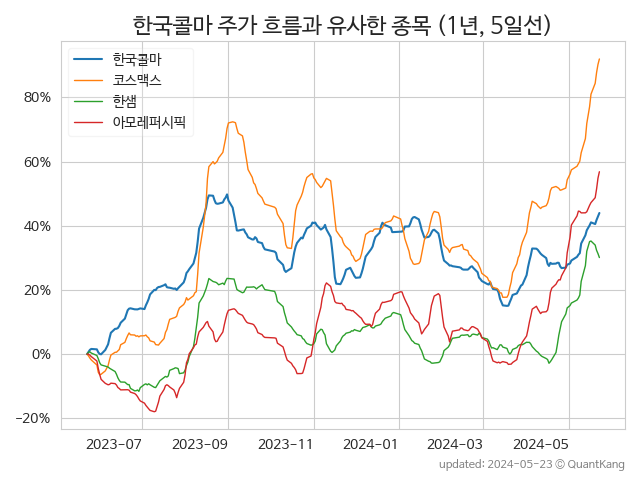 한국콜마 주가 흐름과 유사한 종목 (1년, 5일선)
한국콜마
코스맥스
한샘
아모레퍼시픽
80%
60%
40%
20%
0%
−20%
2023-07 2023-09 2023-11 2024-01 2024-03 2024-05
updated: 2024-05-23 ⓒ QuantKang